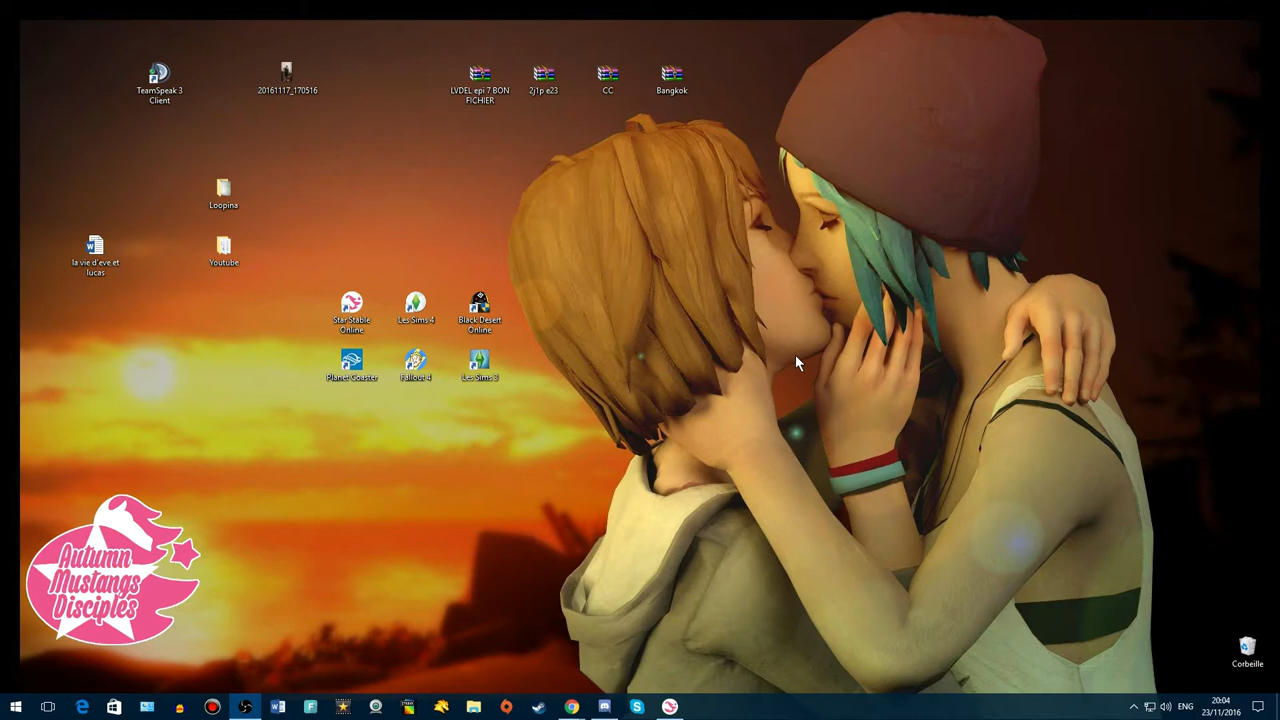 TeamSpeak 3
Client
20161117_170516
LVDEL epi 7 BON
FICHIER
2j1p e23
CC
Bangkok
Loopina
la vie d'eve et
lucas
Youtube
Star Stable
Online
Les Sims 4
Black Desert
Online
Planet Coaster
Fallout 4
Les Sims 3
Autumn
Mustangs
Disciples
Corbeille
ENG
20:04
23/11/2016